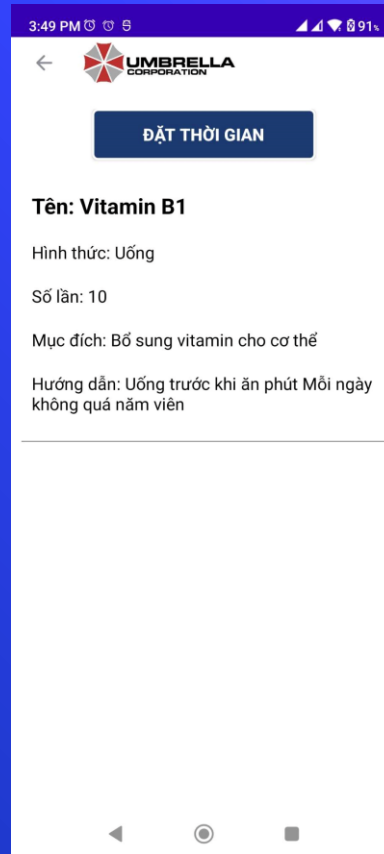 3:49 PM 91%
UMBRELLA
CORPORATION
ĐẶT THỜI GIAN
Tên: Vitamin B1
Hình thức: Uống
Số lần: 10
Mục đích: Bổ sung vitamin cho cơ thể
Hướng dẫn: Uống trước khi ăn phút Mỗi ngày
không quá năm viên